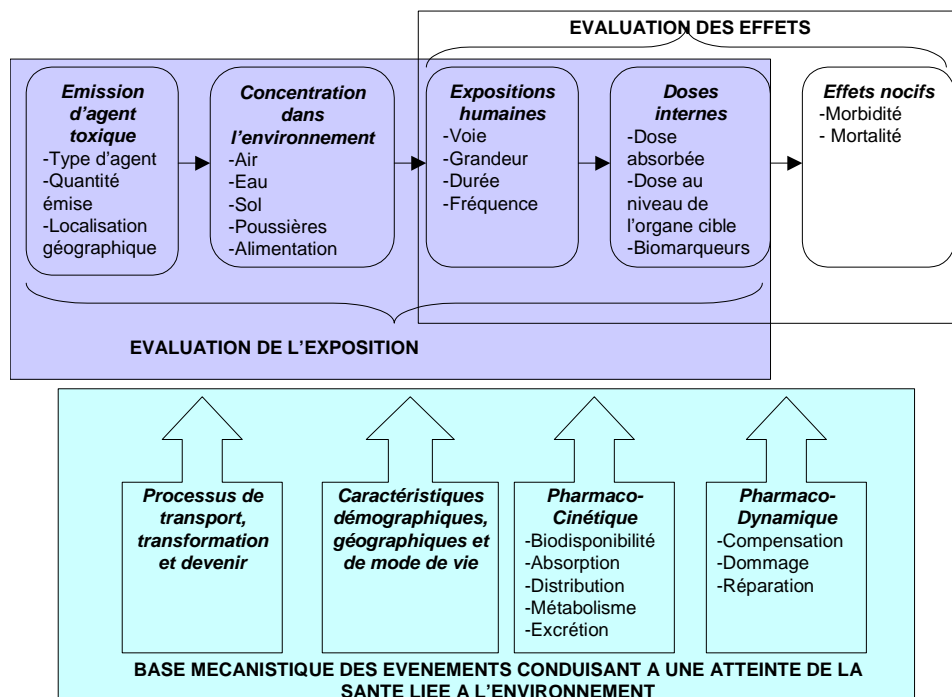 EVALUATION DES EFFETS
Emission
d'agent
toxique
-Type d'agent
-Quantité
émise
-Localisation
géographique
Concentration
dans
l'environnement
-Air
-Eau
-Sol
-Poussières
-Alimentation
Expositions
humaines
-Voie
-Grandeur
-Durée
-Fréquence
Doses
internes
-Dose
absorbée
-Dose au
niveau de
l'organe cible
-Biomarqueurs
Effets nocifs
-Morbidité
- Mortalité
EVALUATION DE L'EXPOSITION
Processus de
transport,
transformation
et devenir
Caractéristiques
démographiques,
géographiques et
de mode de vie
Pharmaco-
Cinétique
-Biodisponibilité
-Absorption
-Distribution
-Métabolisme
-Excrétion
Pharmaco-
Dynamique
-Compensation
-Dommage
-Réparation
BASE MECANISTIQUE DES EVENEMENTS CONDUISANT A UNE ATTEINTE DE LA
SANTE LIEE A L'ENVIRONNEMENT